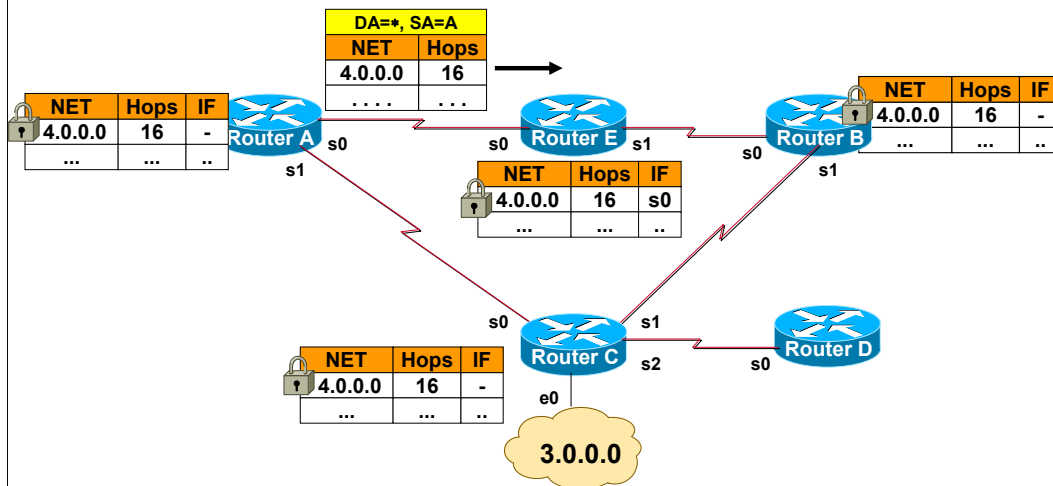 DA=*, SA=A
NET Hops
4.0.0.0 16
. . . . . . .
NET Hops IF
4.0.0.0 16 -
... ... ..
Router A
s0
s1
Router E
s1
s0
Router B
s1
NET Hops IF
4.0.0.0 16 -
... ... ..
NET Hops IF
4.0.0.0 16 s0
... ... ..
s0
s1
Router C
s2
s0
Router D
NET Hops IF
4.0.0.0 16 -
... ... ..
e0
3.0.0.0